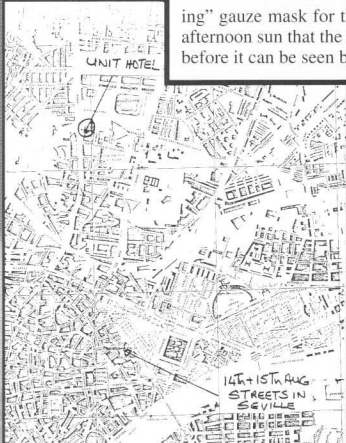 ing” gauze mask for t
afternoon sun that the
before it can be seen b
UNIT HOTEL
14th + 15th AUG
STREETS IN
SEVILLE